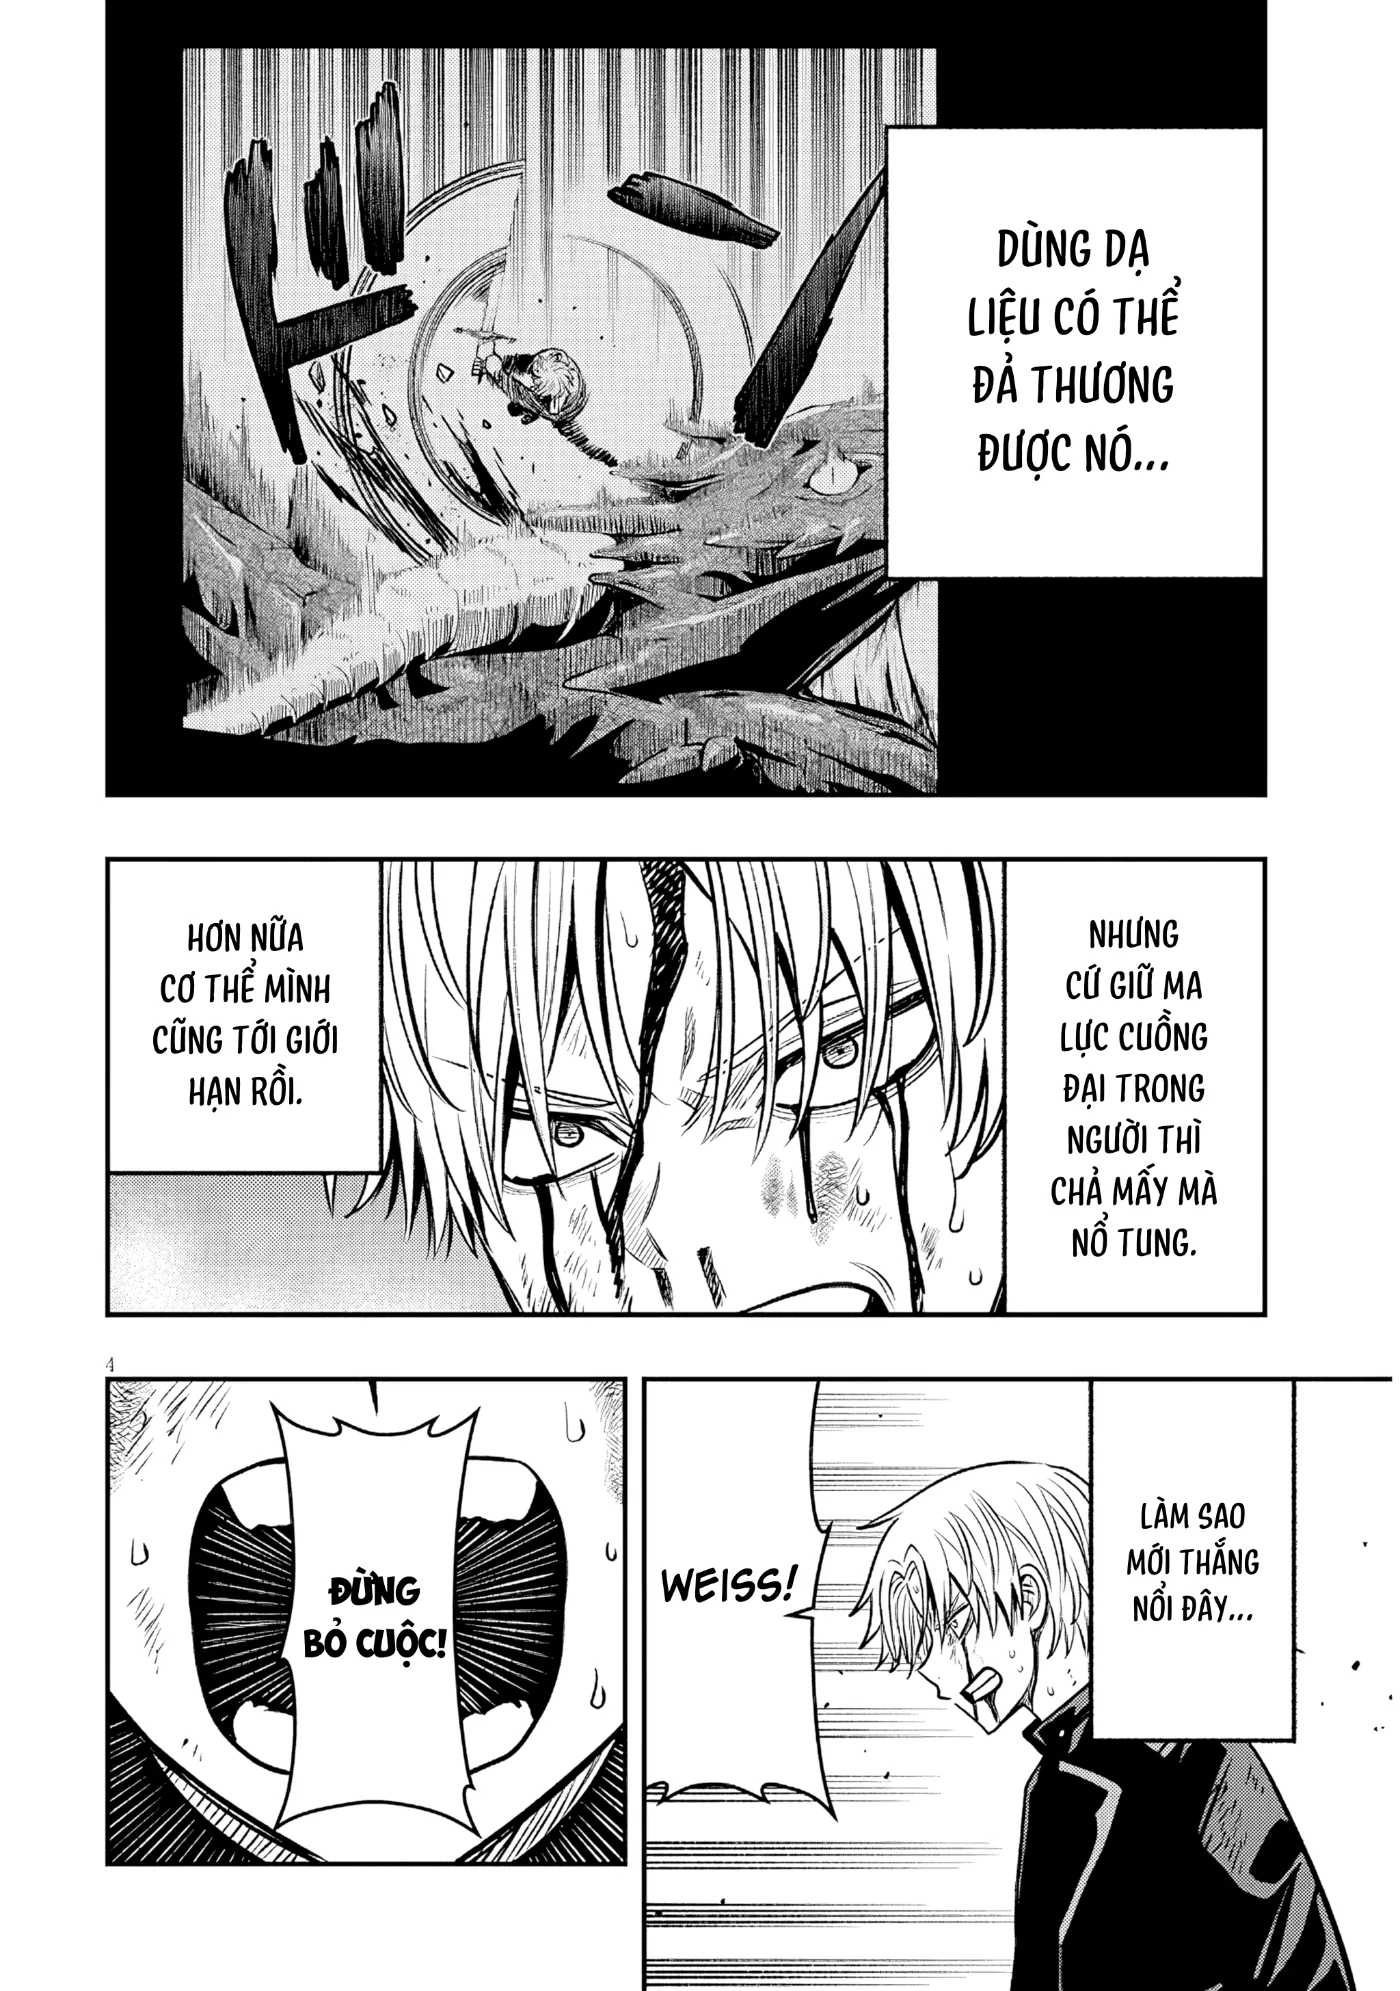 DÙNG DẠ
LIỆU CÓ THỂ
ĐẢ THƯƠNG
ĐƯỢC NÓ...
NHƯNG
CỨ GIỮ MA
LỰC CUỒNG
ĐẠI TRONG
NGƯỜI THÌ
CHẢ MẤY MÀ
NỔ TUNG.
HƠN NỮA
CƠ THỂ MÌNH
CŨNG TỚI GIỚI
HẠN RỒI.
4
LÀM SAO
MỚI THẮNG
NỔI ĐÂY...
WEISS!
ĐỪNG
BỎ CUỘC!